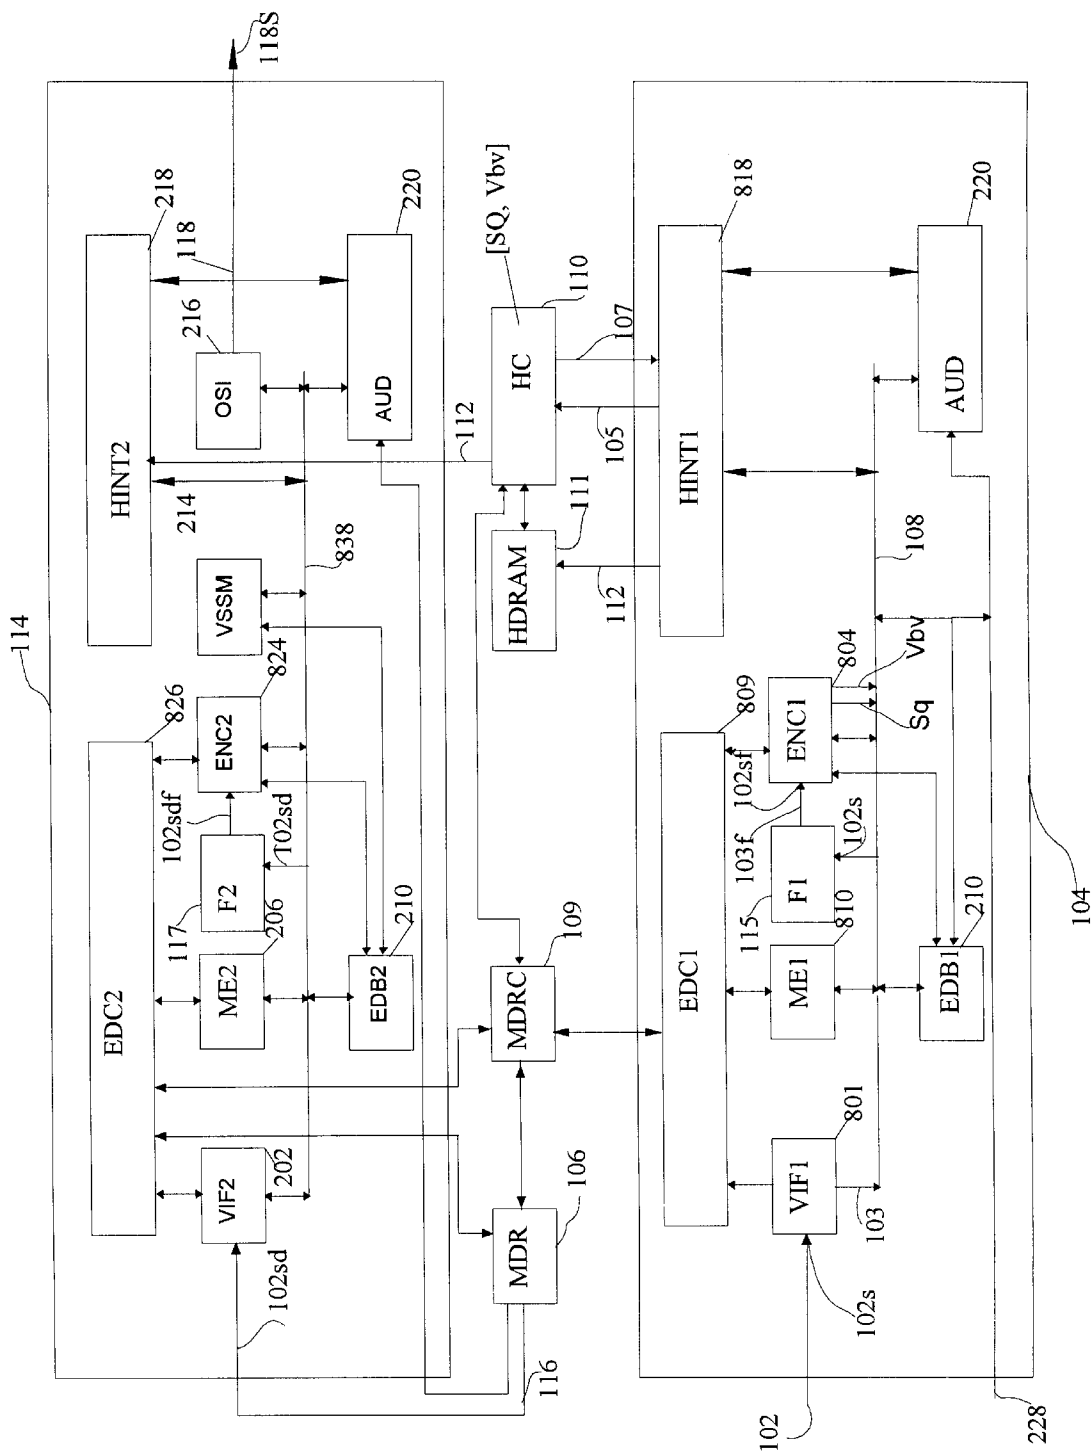 114
EDC2
826
HINT2
218
118
118S
VIF2
202
102sd
ME2
206
F2
117
102sd
102sdf
ENC2
824
VSSM
838
214
OSI
216
EDB2
210
AUD
220
116
MDR
106
MDRC
109
HDRAM
111
112
112
HC
110
[SQ, Vbv]
105
107
EDC1
809
HINT1
818
102
102s
VIF1
801
103
ME1
810
F1
115
102s
103f
102sf
ENC1
804
Vbv
Sq
108
EDB1
210
AUD
220
228
104